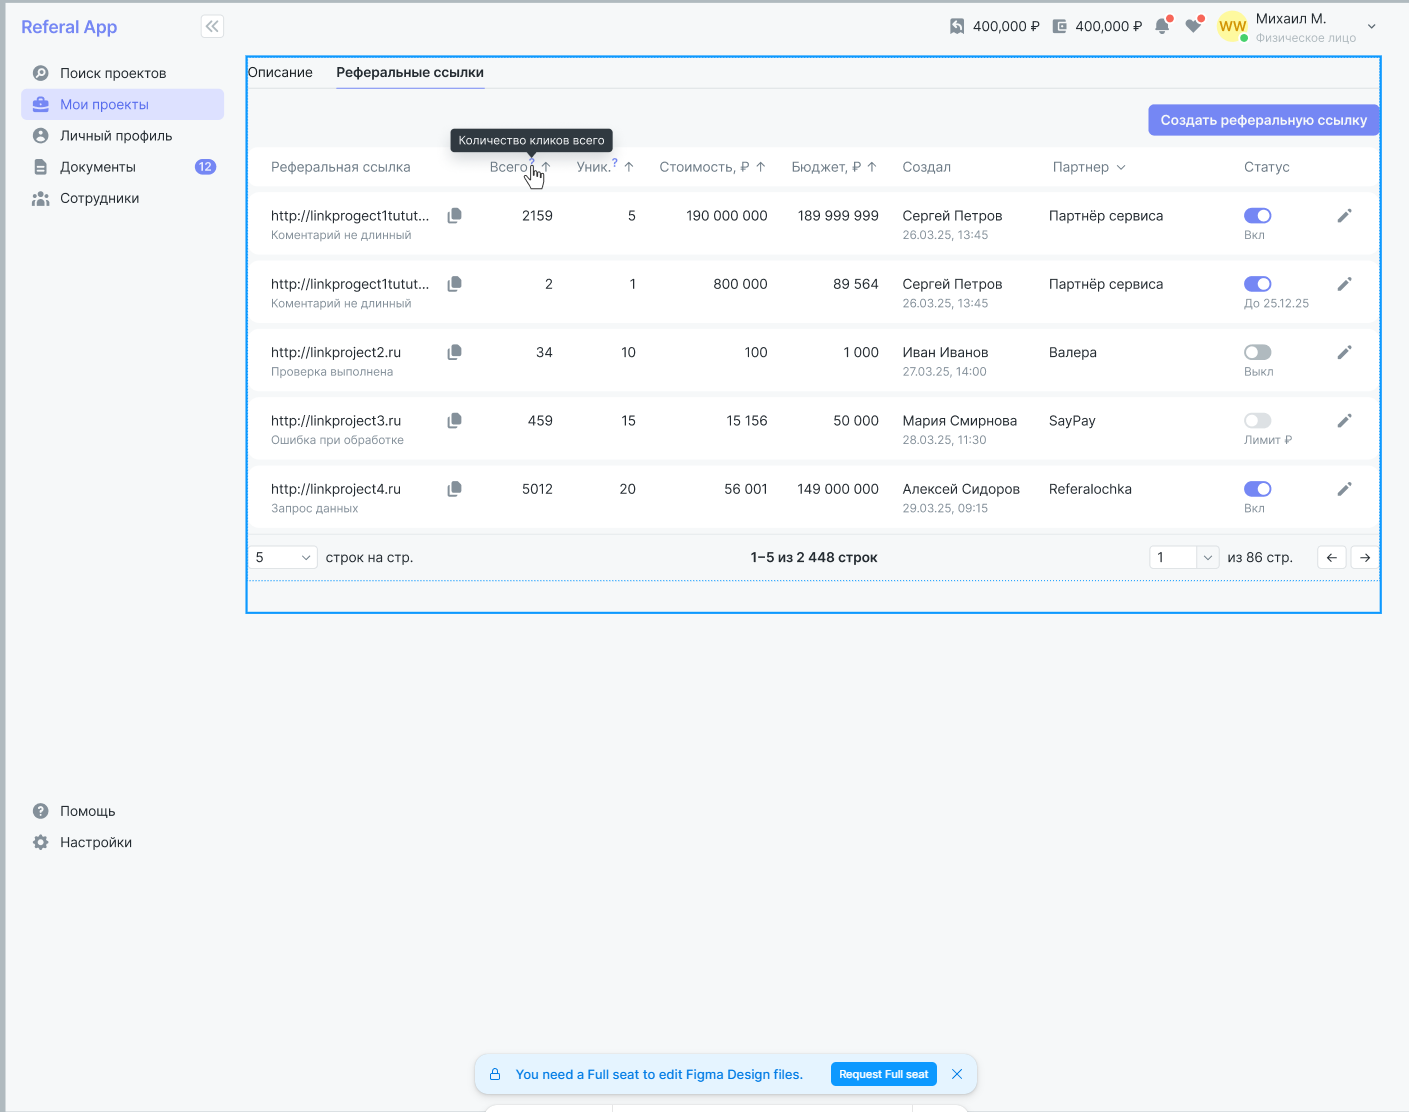 Referal App
400,000 ₽
400,000 ₽
WW
Михаил М.
Физическое лицо
Поиск проектов
Мои проекты
Личный профиль
Документы
12
Сотрудники
Помощь
Настройки
Описание
Реферальные ссылки
Создать реферальную ссылку
Количество кликов всего
Реферальная ссылка
Всего ?
Уник. ?
Стоимость, ₽
Бюджет, ₽
Создал
Партнер
Статус
http://linkprogect1tutut... 2159 5 190 000 000 189 999 999 Сергей Петров Партнёр сервиса
Коментарий не длинный 26.03.25, 13:45 Вкл
http://linkprogect1tutut... 2 1 800 000 89 564 Сергей Петров Партнёр сервиса
Коментарий не длинный 26.03.25, 13:45 До 25.12.25
http://linkproject2.ru 34 10 100 1 000 Иван Иванов Валера
Проверка выполнена 27.03.25, 14:00 Выкл
http://linkproject3.ru 459 15 15 156 50 000 Мария Смирнова SayPay
Ошибка при обработке 28.03.25, 11:30 Лимит ₽
http://linkproject4.ru 5012 20 56 001 149 000 000 Алексей Сидоров Referalochka
Запрос данных 29.03.25, 09:15 Вкл
5 строк на стр. 1–5 из 2 448 строк 1 из 86 стр.
You need a Full seat to edit Figma Design files. Request Full seat